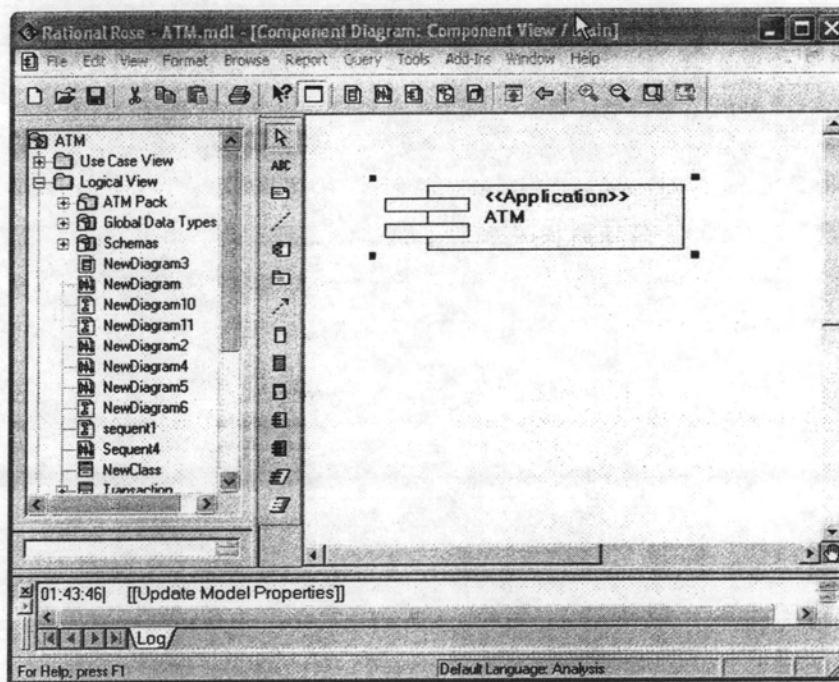 Rational Rose - ATM.mdl - [Component Diagram: Component View / Main]
File Edit View Format Browse Report Query Tools Add-Ins Window Help
ATM
Use Case View
Logical View
ATM Pack
Global Data Types
Schemas
NewDiagram3
NewDiagram
NewDiagram10
NewDiagram11
NewDiagram2
NewDiagram4
NewDiagram5
NewDiagram6
sequent1
Sequent4
NewClass
Transaction
ABC
<<Application>>
ATM
01:43:46| [[Update Model Properties]]
Log
For Help, press F1
Default Language: Analysis